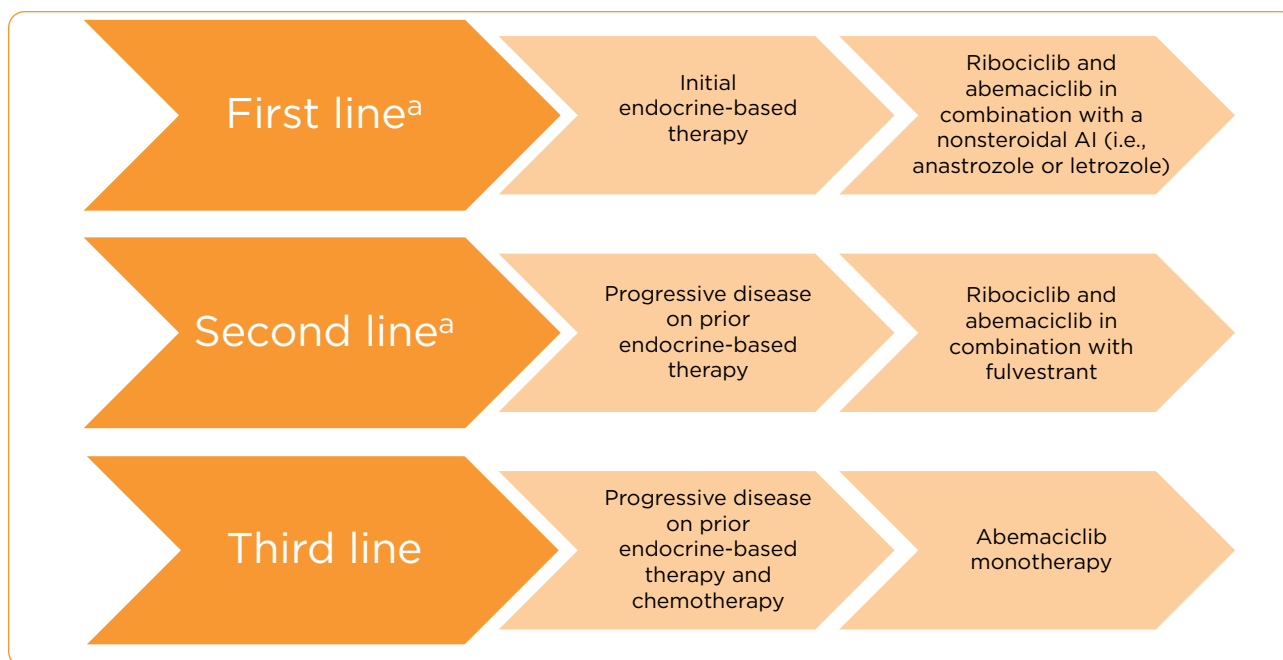 First lineᵃ
Initial
endocrine-based
therapy
Ribociclib and
abemaciclib in
combination with a
nonsteroidal AI (i.e.,
anastrozole or letrozole)
Second lineᵃ
Progressive disease
on prior
endocrine-based
therapy
Ribociclib and
abemaciclib in
combination with
fulvestrant
Third line
Progressive disease
on prior
endocrine-based
therapy and
chemotherapy
Abemaciclib
monotherapy